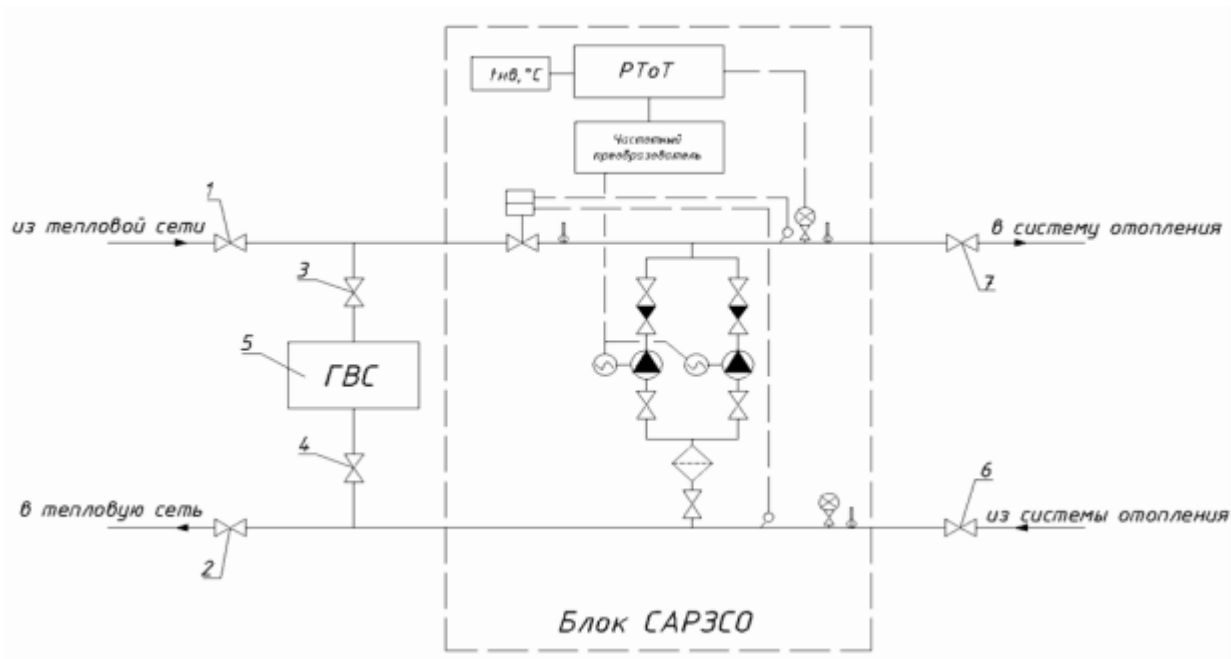 tнв,°С
РТоТ
Частотный
преобразователь
1
из тепловой сети
в систему отопления
3
7
5
ГВС
4
в тепловую сеть
6
из системы отопления
2
Блок САРЗСО